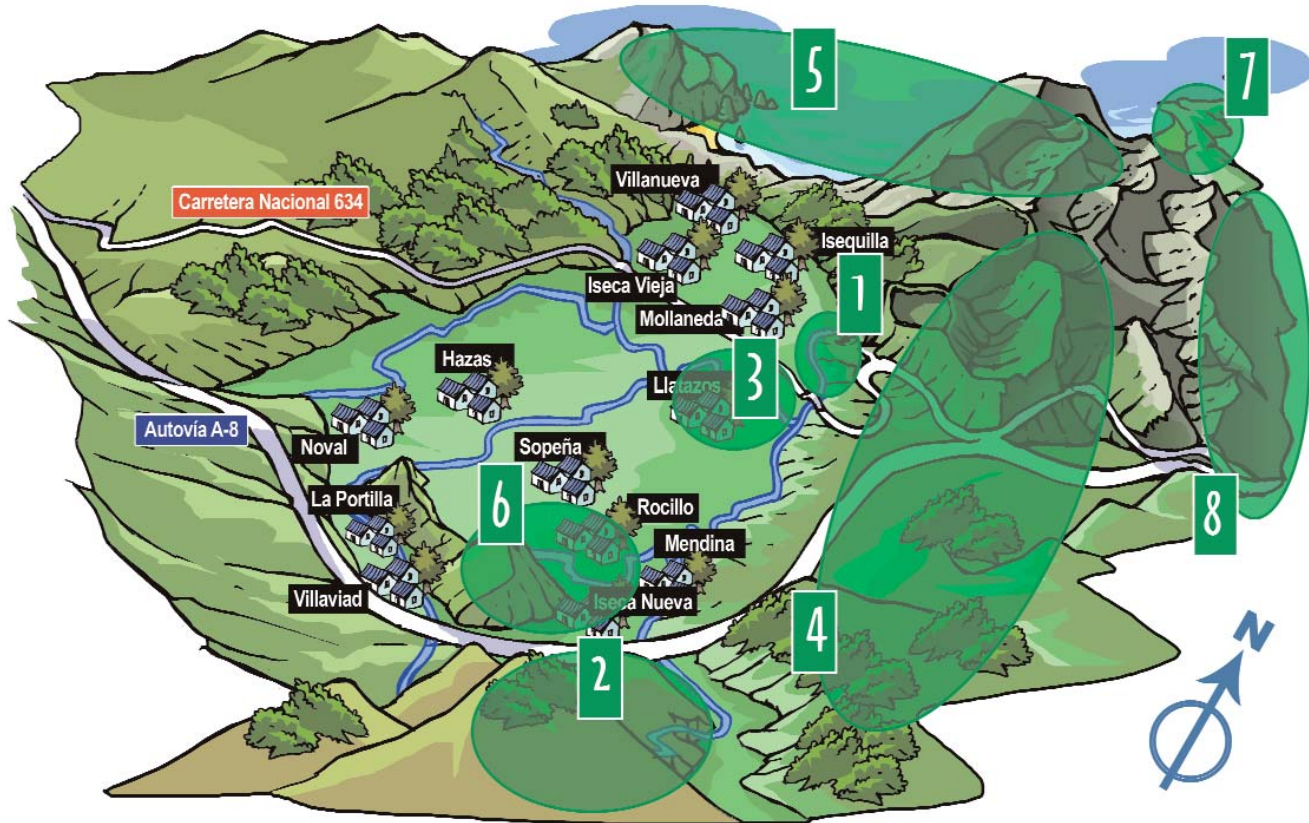 5
7
Villanueva
Carretera Nacional 634
Isequilla
1
Iseca Vieja
Mollaneda
Hazas
3
Llatazos
Autovía A-8
Noval
Sopeña
La Portilla
6
Rocillo
8
Mendina
Villaviad
Iseca Nueva
4
2
N